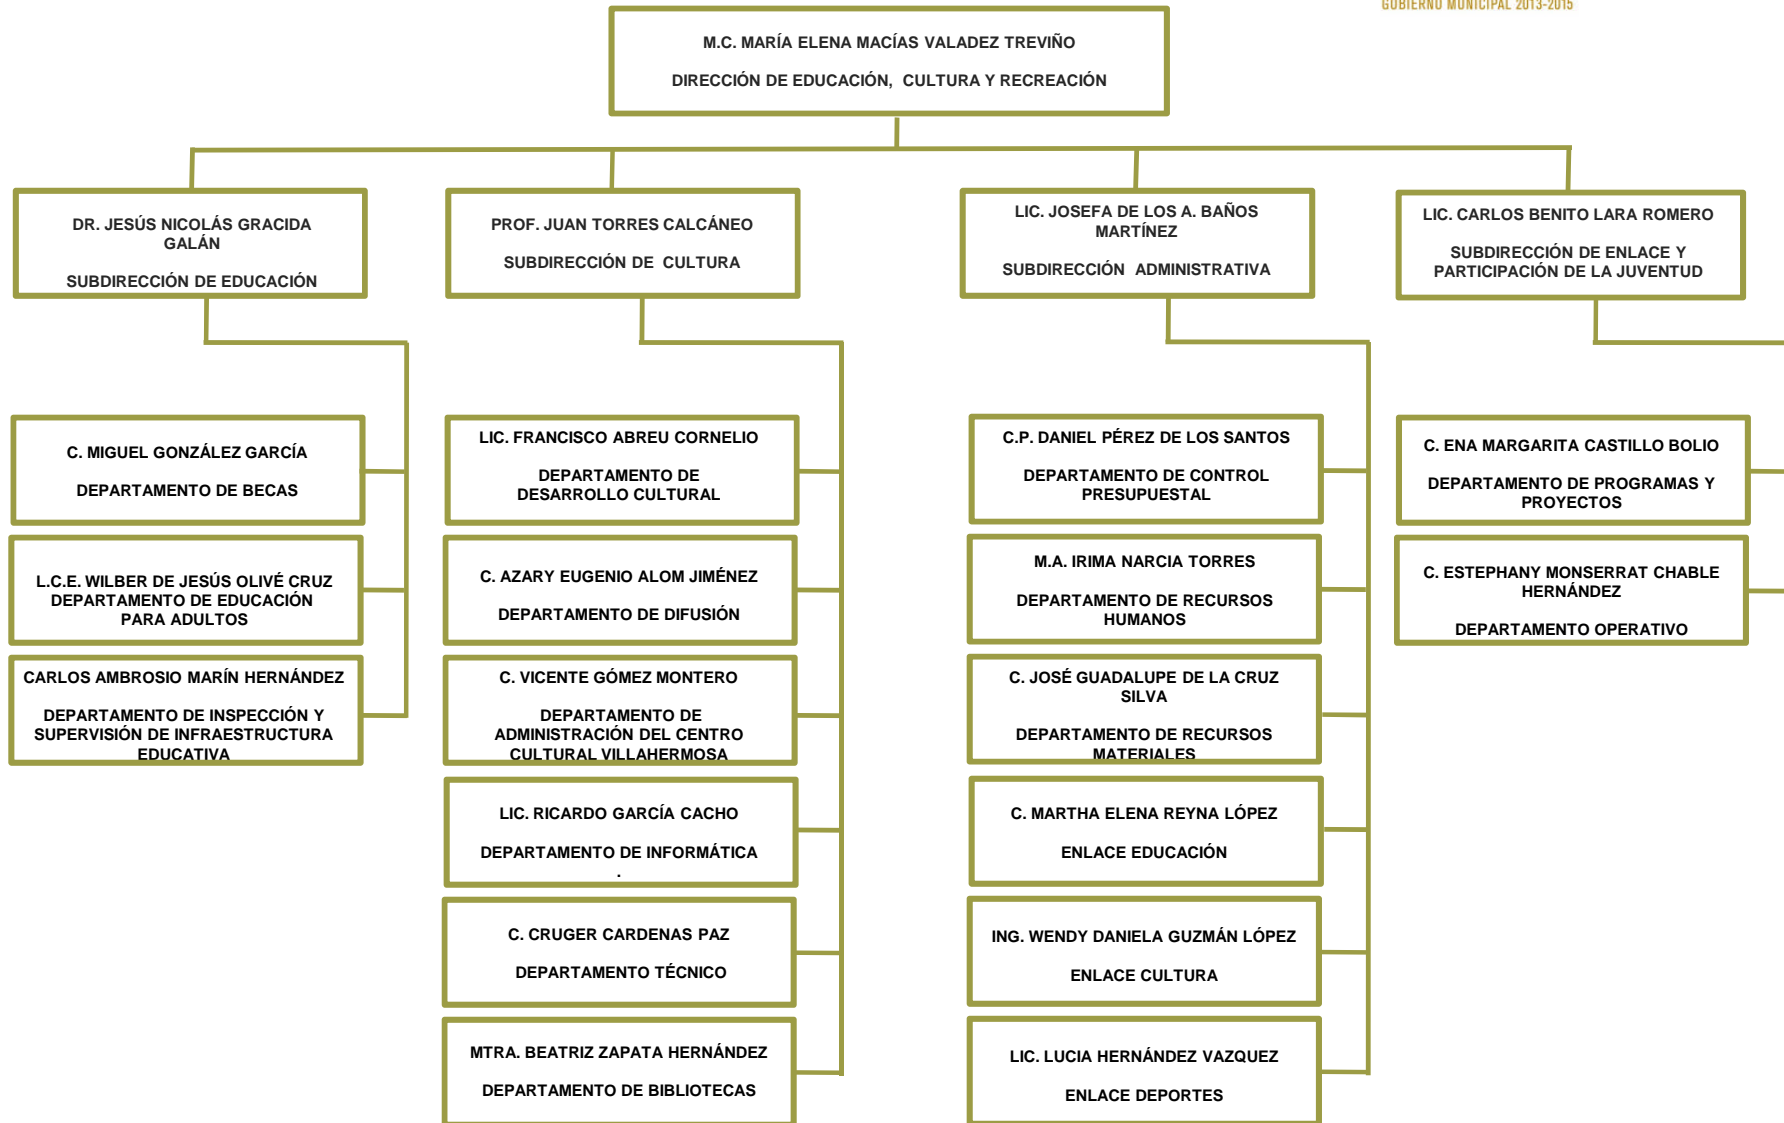 GOBIERNO MUNICIPAL 2013-2015
M.C. MARÍA ELENA MACÍAS VALADEZ TREVIÑO
DIRECCIÓN DE EDUCACIÓN, CULTURA Y RECREACIÓN
DR. JESÚS NICOLÁS GRACIDA
GALÁN
SUBDIRECCIÓN DE EDUCACIÓN
PROF. JUAN TORRES CALCÁNEO
SUBDIRECCIÓN DE CULTURA
LIC. JOSEFA DE LOS A. BAÑOS
MARTÍNEZ
SUBDIRECCIÓN ADMINISTRATIVA
LIC. CARLOS BENITO LARA ROMERO
SUBDIRECCIÓN DE ENLACE Y
PARTICIPACIÓN DE LA JUVENTUD
C. MIGUEL GONZÁLEZ GARCÍA
DEPARTAMENTO DE BECAS
L.C.E. WILBER DE JESÚS OLIVÉ CRUZ
DEPARTAMENTO DE EDUCACIÓN
PARA ADULTOS
CARLOS AMBROSIO MARÍN HERNÁNDEZ
DEPARTAMENTO DE INSPECCIÓN Y
SUPERVISIÓN DE INFRAESTRUCTURA
EDUCATIVA
LIC. FRANCISCO ABREU CORNELIO
DEPARTAMENTO DE
DESARROLLO CULTURAL
C. AZARY EUGENIO ALOM JIMÉNEZ
DEPARTAMENTO DE DIFUSIÓN
C. VICENTE GÓMEZ MONTERO
DEPARTAMENTO DE
ADMINISTRACIÓN DEL CENTRO
CULTURAL VILLAHERMOSA
LIC. RICARDO GARCÍA CACHO
DEPARTAMENTO DE INFORMÁTICA
.
C. CRUGER CARDENAS PAZ
DEPARTAMENTO TÉCNICO
MTRA. BEATRIZ ZAPATA HERNÁNDEZ
DEPARTAMENTO DE BIBLIOTECAS
C.P. DANIEL PÉREZ DE LOS SANTOS
DEPARTAMENTO DE CONTROL
PRESUPUESTAL
M.A. IRIMA NARCIA TORRES
DEPARTAMENTO DE RECURSOS
HUMANOS
C. JOSÉ GUADALUPE DE LA CRUZ
SILVA
DEPARTAMENTO DE RECURSOS
MATERIALES
C. MARTHA ELENA REYNA LÓPEZ
ENLACE EDUCACIÓN
ING. WENDY DANIELA GUZMÁN LÓPEZ
ENLACE CULTURA
LIC. LUCIA HERNÁNDEZ VAZQUEZ
ENLACE DEPORTES
C. ENA MARGARITA CASTILLO BOLIO
DEPARTAMENTO DE PROGRAMAS Y
PROYECTOS
C. ESTEPHANY MONSERRAT CHABLE
HERNÁNDEZ
DEPARTAMENTO OPERATIVO